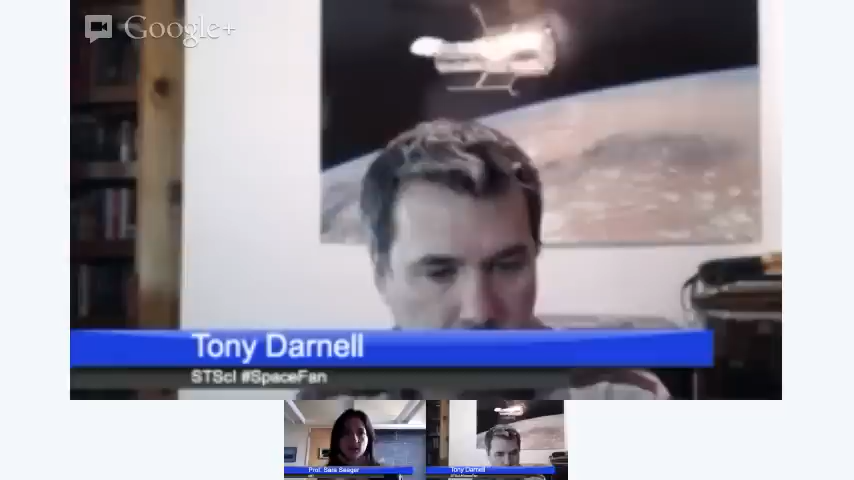 Google+
Tony Darnell
STScI #SpaceFan
Prof. Sara Seager
Tony Darnell